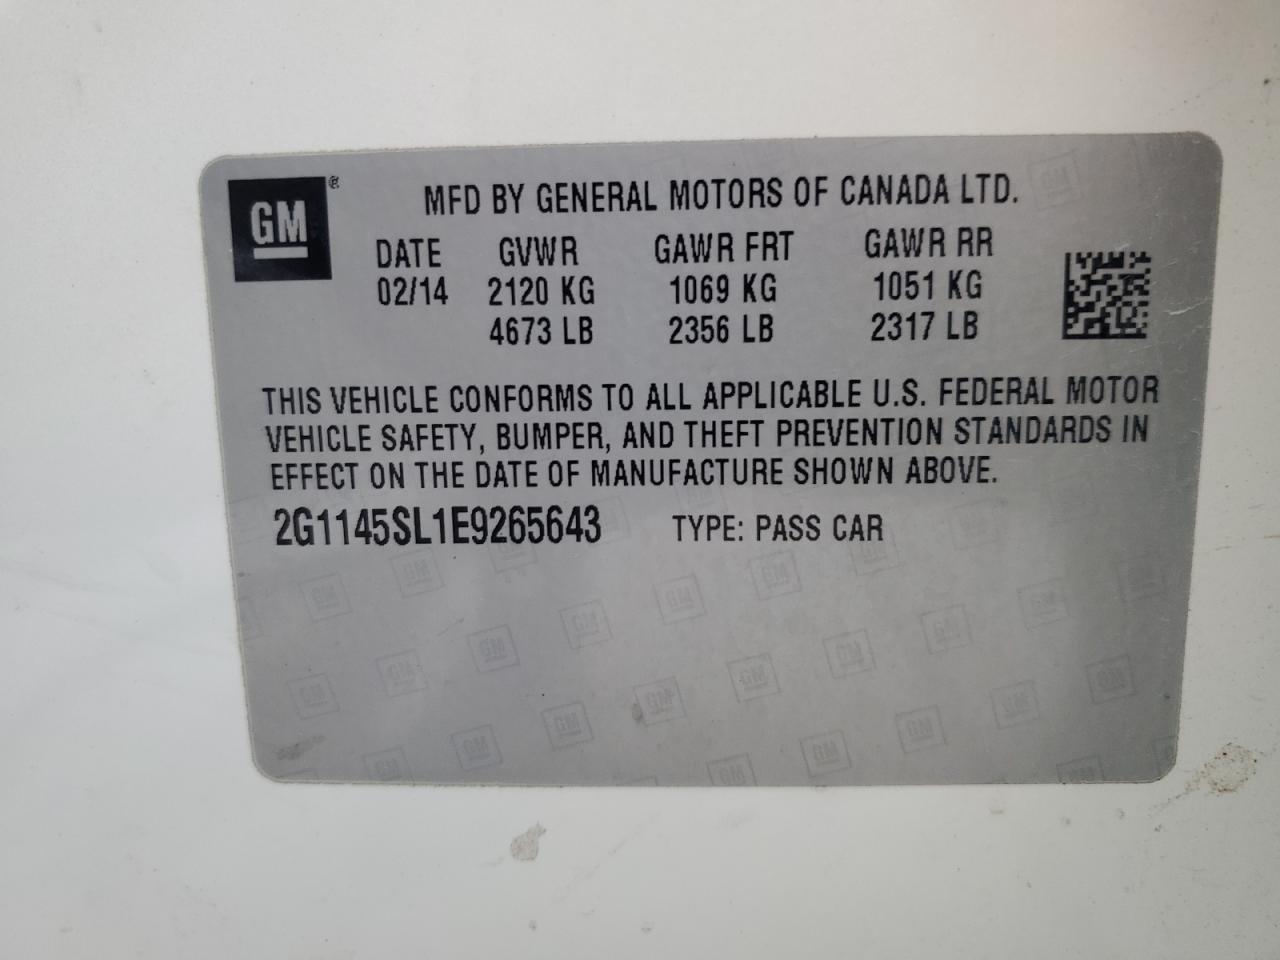 GM ®
MFD BY GENERAL MOTORS OF CANADA LTD.
DATE GVWR GAWR FRT GAWR RR
02/14 2120 KG 1069 KG 1051 KG
4673 LB 2356 LB 2317 LB
THIS VEHICLE CONFORMS TO ALL APPLICABLE U.S. FEDERAL MOTOR
VEHICLE SAFETY, BUMPER, AND THEFT PREVENTION STANDARDS IN
EFFECT ON THE DATE OF MANUFACTURE SHOWN ABOVE.
2G1145SL1E9265643 TYPE: PASS CAR